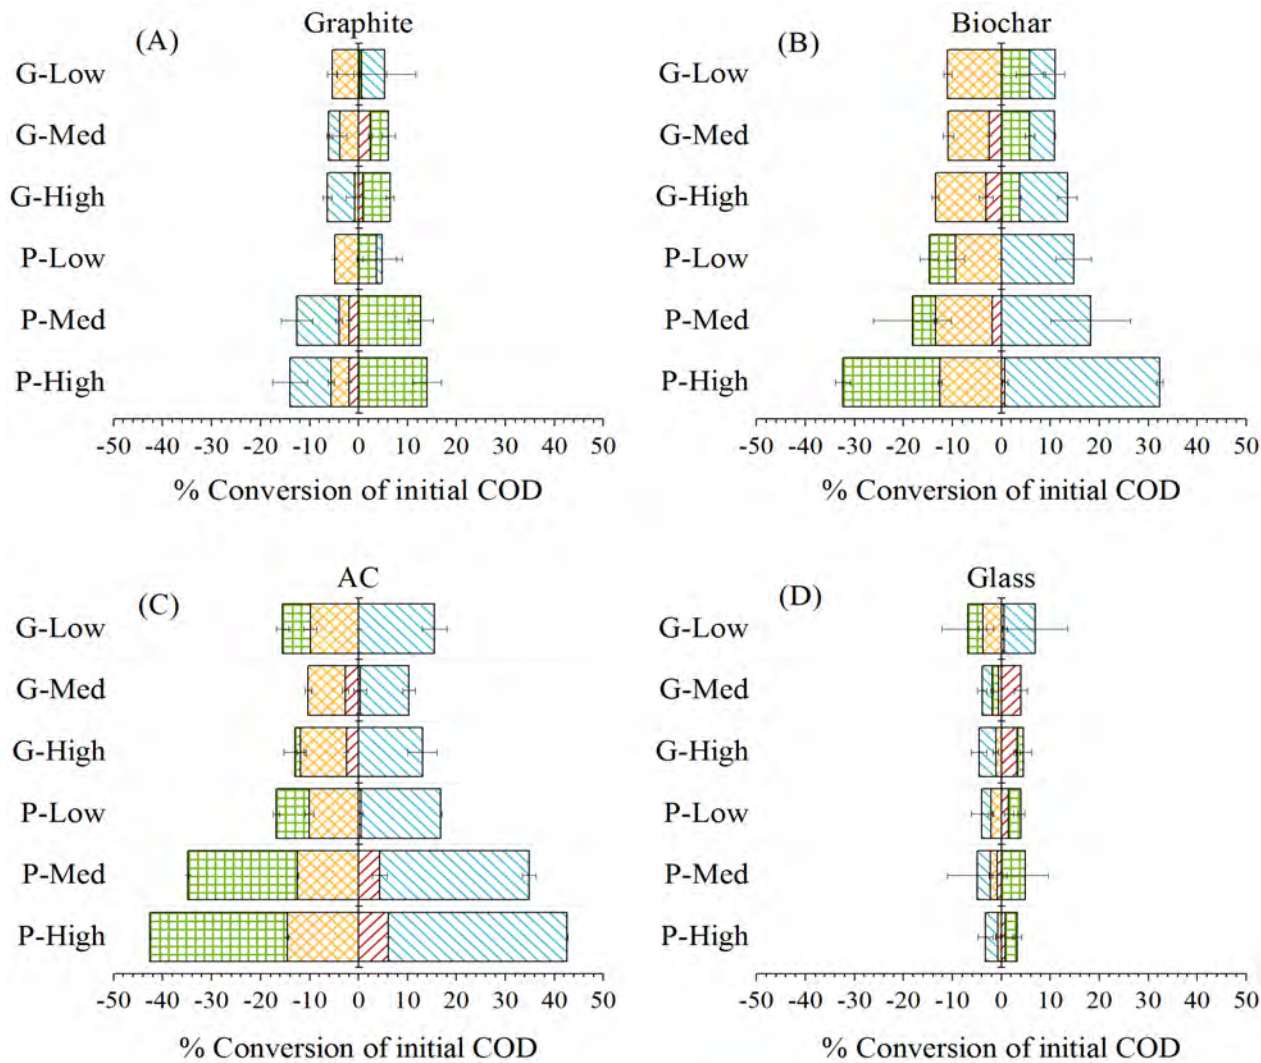 (A) Graphite
G-Low
G-Med
G-High
P-Low
P-Med
P-High
-50 -40 -30 -20 -10 0 10 20 30 40 50
% Conversion of initial COD
(B) Biochar
G-Low
G-Med
G-High
P-Low
P-Med
P-High
-50 -40 -30 -20 -10 0 10 20 30 40 50
% Conversion of initial COD
(C) AC
G-Low
G-Med
G-High
P-Low
P-Med
P-High
-50 -40 -30 -20 -10 0 10 20 30 40 50
% Conversion of initial COD
(D) Glass
G-Low
G-Med
G-High
P-Low
P-Med
P-High
-50 -40 -30 -20 -10 0 10 20 30 40 50
% Conversion of initial COD